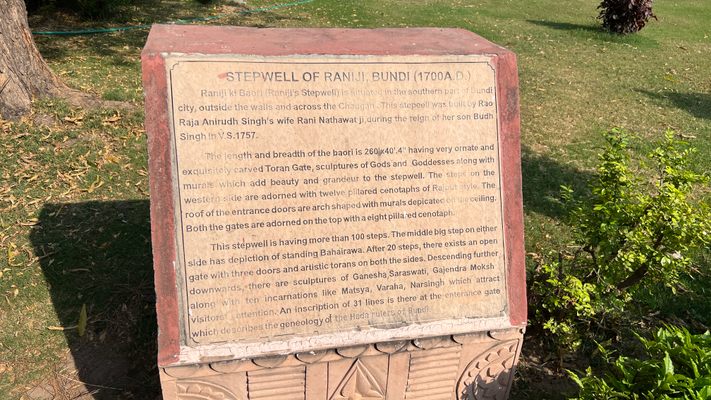 STEPWELL OF RANIJI, BUNDI (1700A.D.)
Raniji ki Baori (Raniji's Stepwell) is situated in the southern part of Bundi
city, outside the walls and across the Chaugan. This stepeell was built by Rao
Raja Anirudh Singh's wife Rani Nathawat ji,during the reign of her son Budh
Singh in V.S.1757.
The length and breadth of the baori is 260'x40'.4" having very ornate and
exquisitely carved Toran Gate, sculptures of Gods and Goddesses along with
murals which add beauty and grandeur to the stepwell. The steps on the
western side are adorned with twelve pillared cenotaphs of Rajput style. The
roof of the entrance doors are arch shaped with murals depicated on the ceiling.
Both the gates are adorned on the top with a eight pillared cenotaph.
This stepwell is having more than 100 steps. The middle big step on either
side has depiction of standing Bahairawa. After 20 steps, there exists an open
gate with three doors and artistic torans on both the sides. Descending further
downwards, there are sculptures of Ganesha,Saraswati, Gajendra Moksh
along with ten incarnations like Matsya, Varaha, Narsingh which attract
visitors' attention. An inscription of 31 lines is there at the enterance gate
which describes the geneology of the Hada rulers of Bundi.